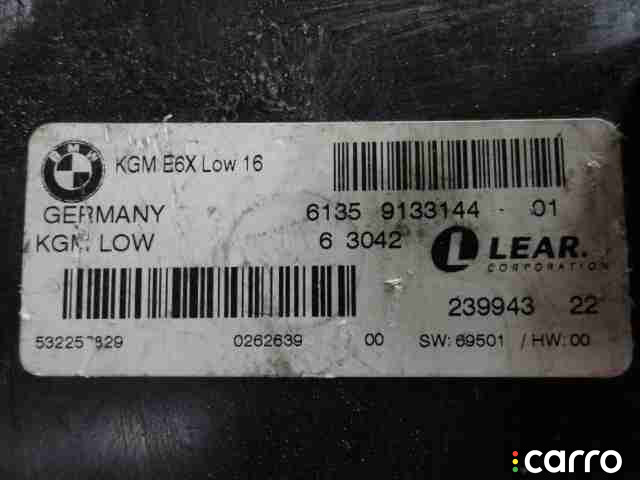 BMW
KGM E6X Low 16
GERMANY 6135 9133144 - 01
KGM LOW 6 3042 LEAR.
CORPORATION
239943 22
0262639 00 SW: 69501 / HW: 00
carro